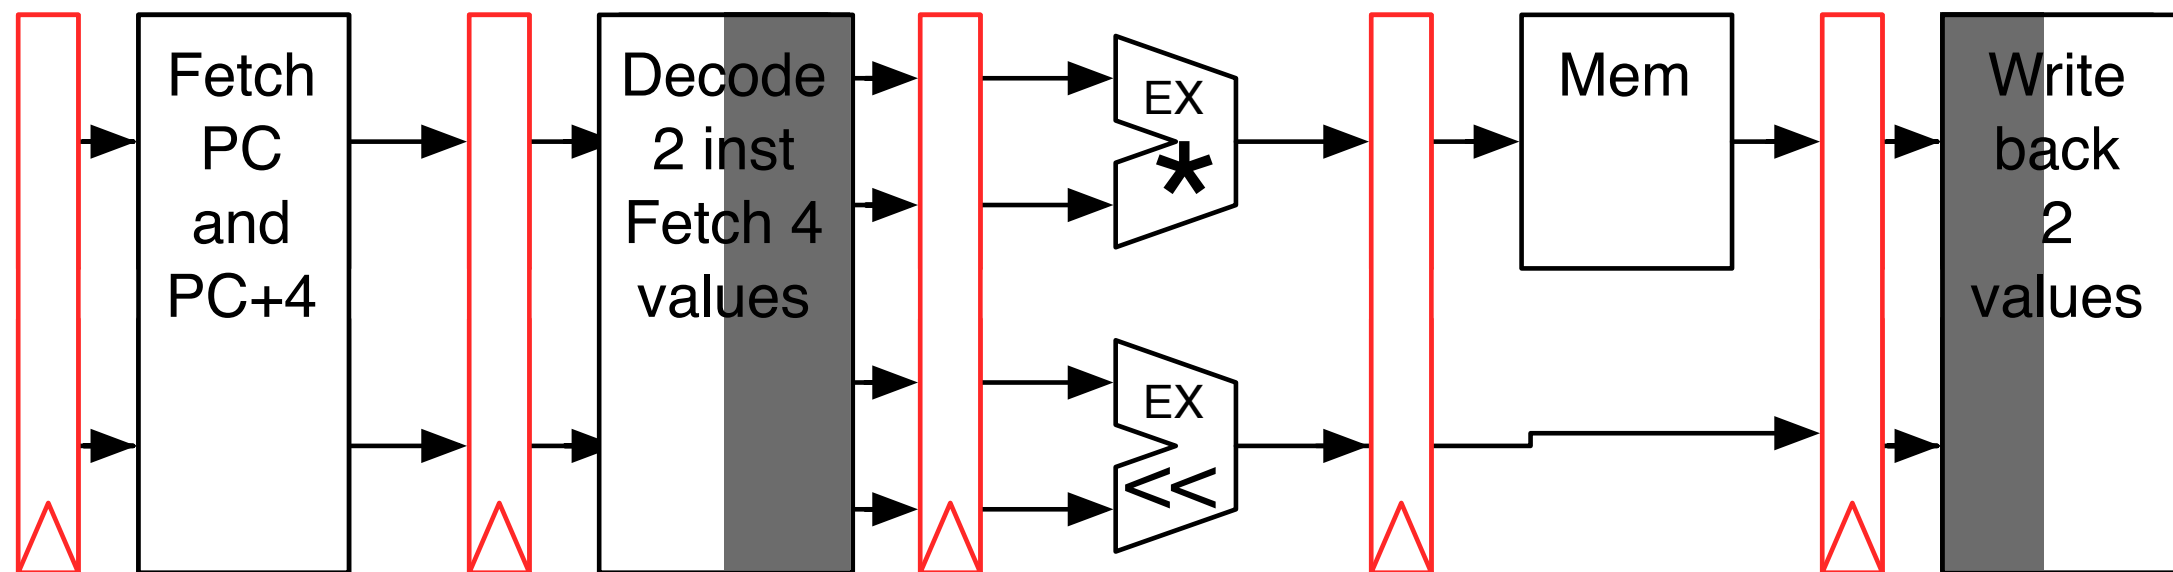 Fetch
PC
and
PC+4
Decode
2 inst
Fetch 4
values
EX
*
EX
<<
Mem
Write
back
2
values